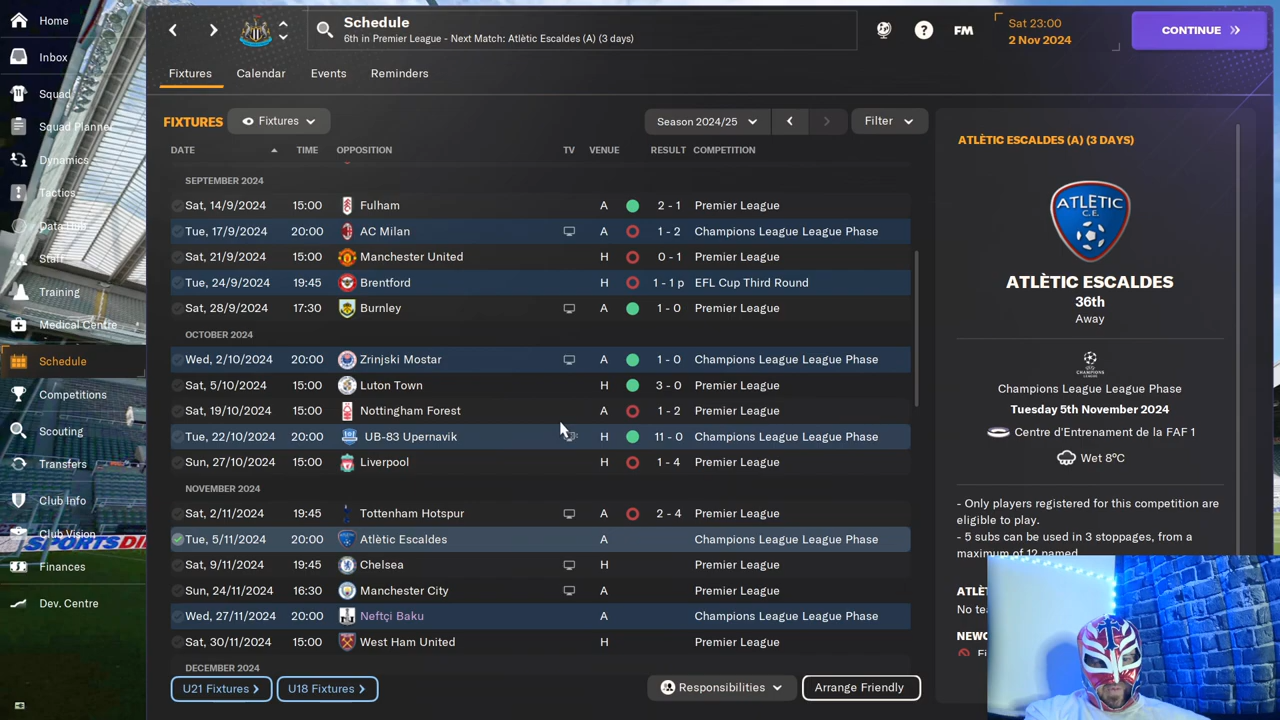 Home
Inbox
Squad
Squad Planner
Dynamics
Tactics
Staff
Training
Medical Centre
Schedule
Competitions
Scouting
Transfers
Club Info
Club Vision
SPORTS DIR
Finances
Dev. Centre
Schedule
6th in Premier League - Next Match: Atlètic Escaldes (A) (3 days)
FM
Sat 23:00
2 Nov 2024
CONTINUE
Fixtures Calendar Events Reminders
FIXTURES Fixtures Season 2024/25 Filter
DATE TIME OPPOSITION TV VENUE RESULT COMPETITION
SEPTEMBER 2024
Sat, 14/9/2024 15:00 Fulham A 2 - 1 Premier League
Tue, 17/9/2024 20:00 AC Milan A 1 - 2 Champions League League Phase
Sat, 21/9/2024 15:00 Manchester United H 0 - 1 Premier League
Tue, 24/9/2024 19:45 Brentford H 1 - 1 p EFL Cup Third Round
Sat, 28/9/2024 17:30 Burnley A 1 - 0 Premier League
OCTOBER 2024
Wed, 2/10/2024 20:00 Zrinjski Mostar A 1 - 0 Champions League League Phase
Sat, 5/10/2024 15:00 Luton Town H 3 - 0 Premier League
Sat, 19/10/2024 15:00 Nottingham Forest A 1 - 2 Premier League
Tue, 22/10/2024 20:00 UB-83 Upernavik H 11 - 0 Champions League League Phase
Sun, 27/10/2024 15:00 Liverpool H 1 - 4 Premier League
NOVEMBER 2024
Sat, 2/11/2024 19:45 Tottenham Hotspur A 2 - 4 Premier League
Tue, 5/11/2024 20:00 Atlètic Escaldes A Champions League League Phase
Sat, 9/11/2024 19:45 Chelsea H Premier League
Sun, 24/11/2024 16:30 Manchester City A Premier League
Wed, 27/11/2024 20:00 Neftçi Baku A Champions League League Phase
Sat, 30/11/2024 15:00 West Ham United H Premier League
DECEMBER 2024
U21 Fixtures U18 Fixtures Responsibilities Arrange Friendly
ATLÈTIC ESCALDES (A) (3 DAYS)
ATLÈTIC
C.E.
ATLÈTIC ESCALDES
36th
Away
Champions League League Phase
Tuesday 5th November 2024
Centre d'Entrenament de la FAF 1
Wet 8°C
- Only players registered for this competition are
eligible to play.
- 5 subs can be used in 3 stoppages, from a
maximum of 12 named.